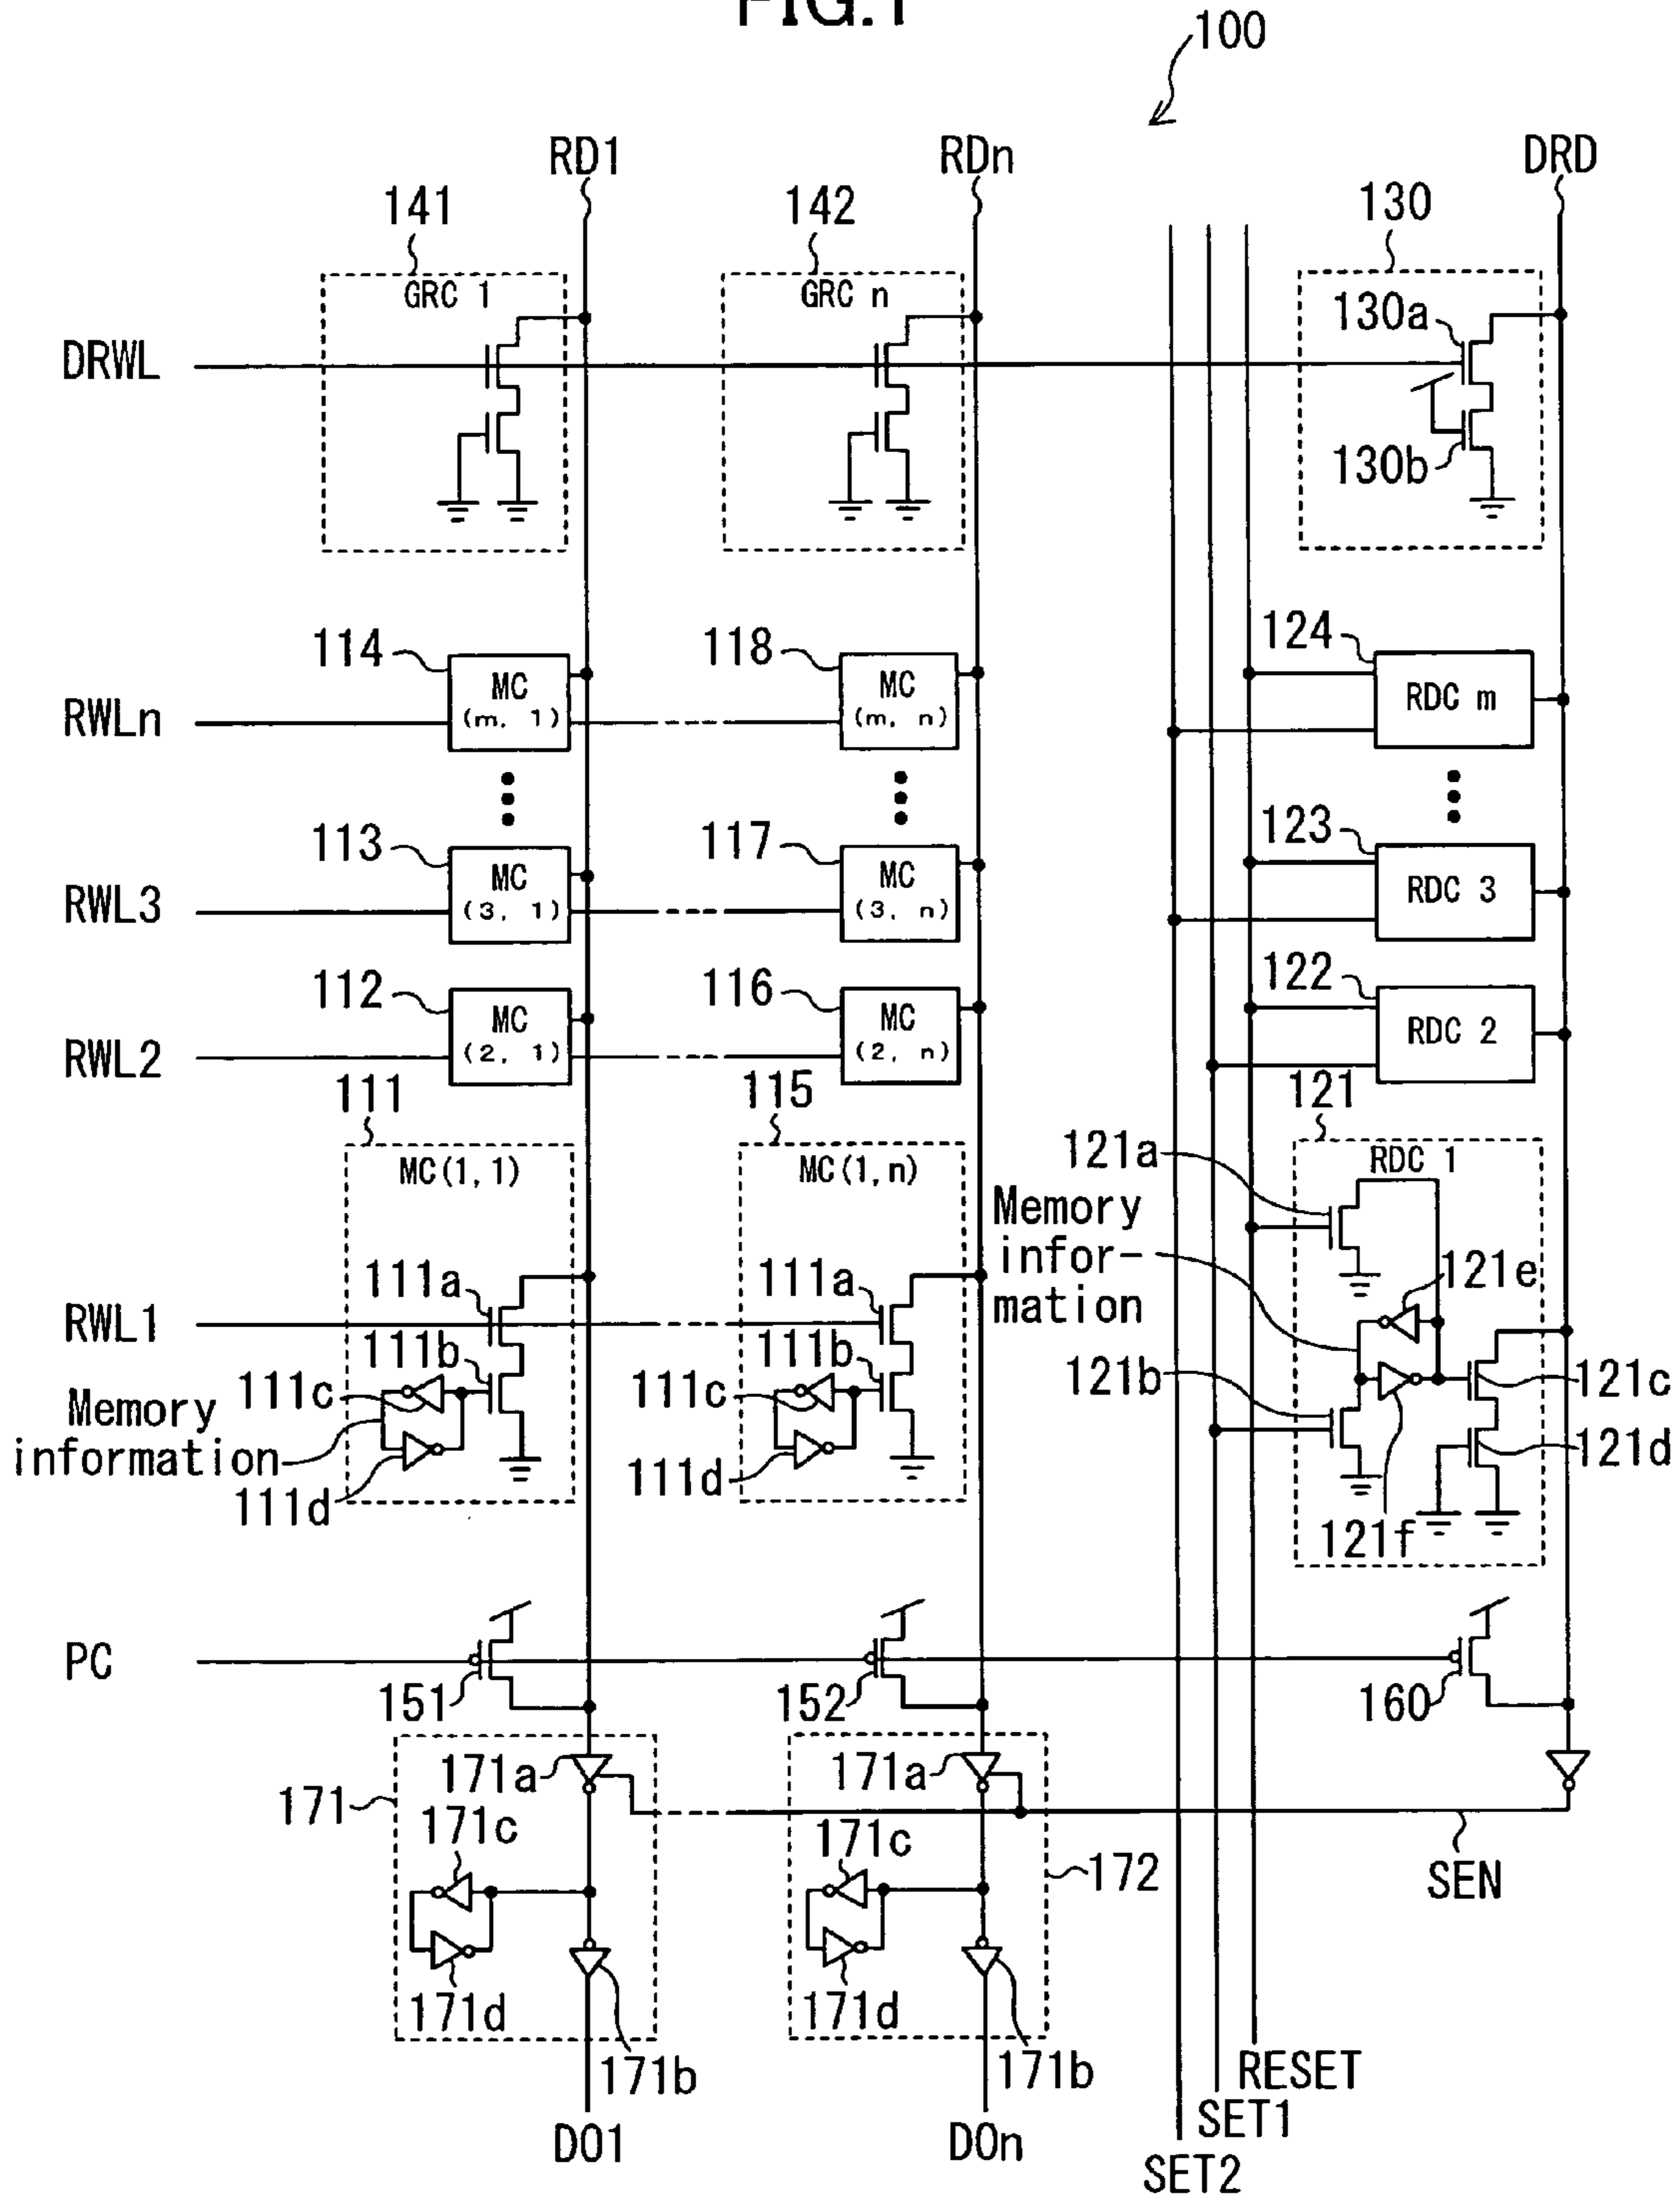 FIG.1
100
RD1 RDn DRD
141 142 130
GRC 1 GRC n 130a
DRWL
130b
114 118 124
MC (m, 1) MC (m, n) RDC m
RWLn
113 117 123
MC (3, 1) MC (3, n) RDC 3
RWL3
112 116 122
MC (2, 1) MC (2, n) RDC 2
RWL2
111 115 121
MC(1,1) MC(1,n) 121a RDC 1
Memory
infor-
mation
111a 111a 121e
RWL1
111b 111b 121b 121c
111c 111c
Memory
information
111d 111d 121d
121f
PC
151 152 160
171a 171a
171 171c 171c 172 SEN
171d 171d
171b 171b
RESET
SET1
SET2
DO1 DOn